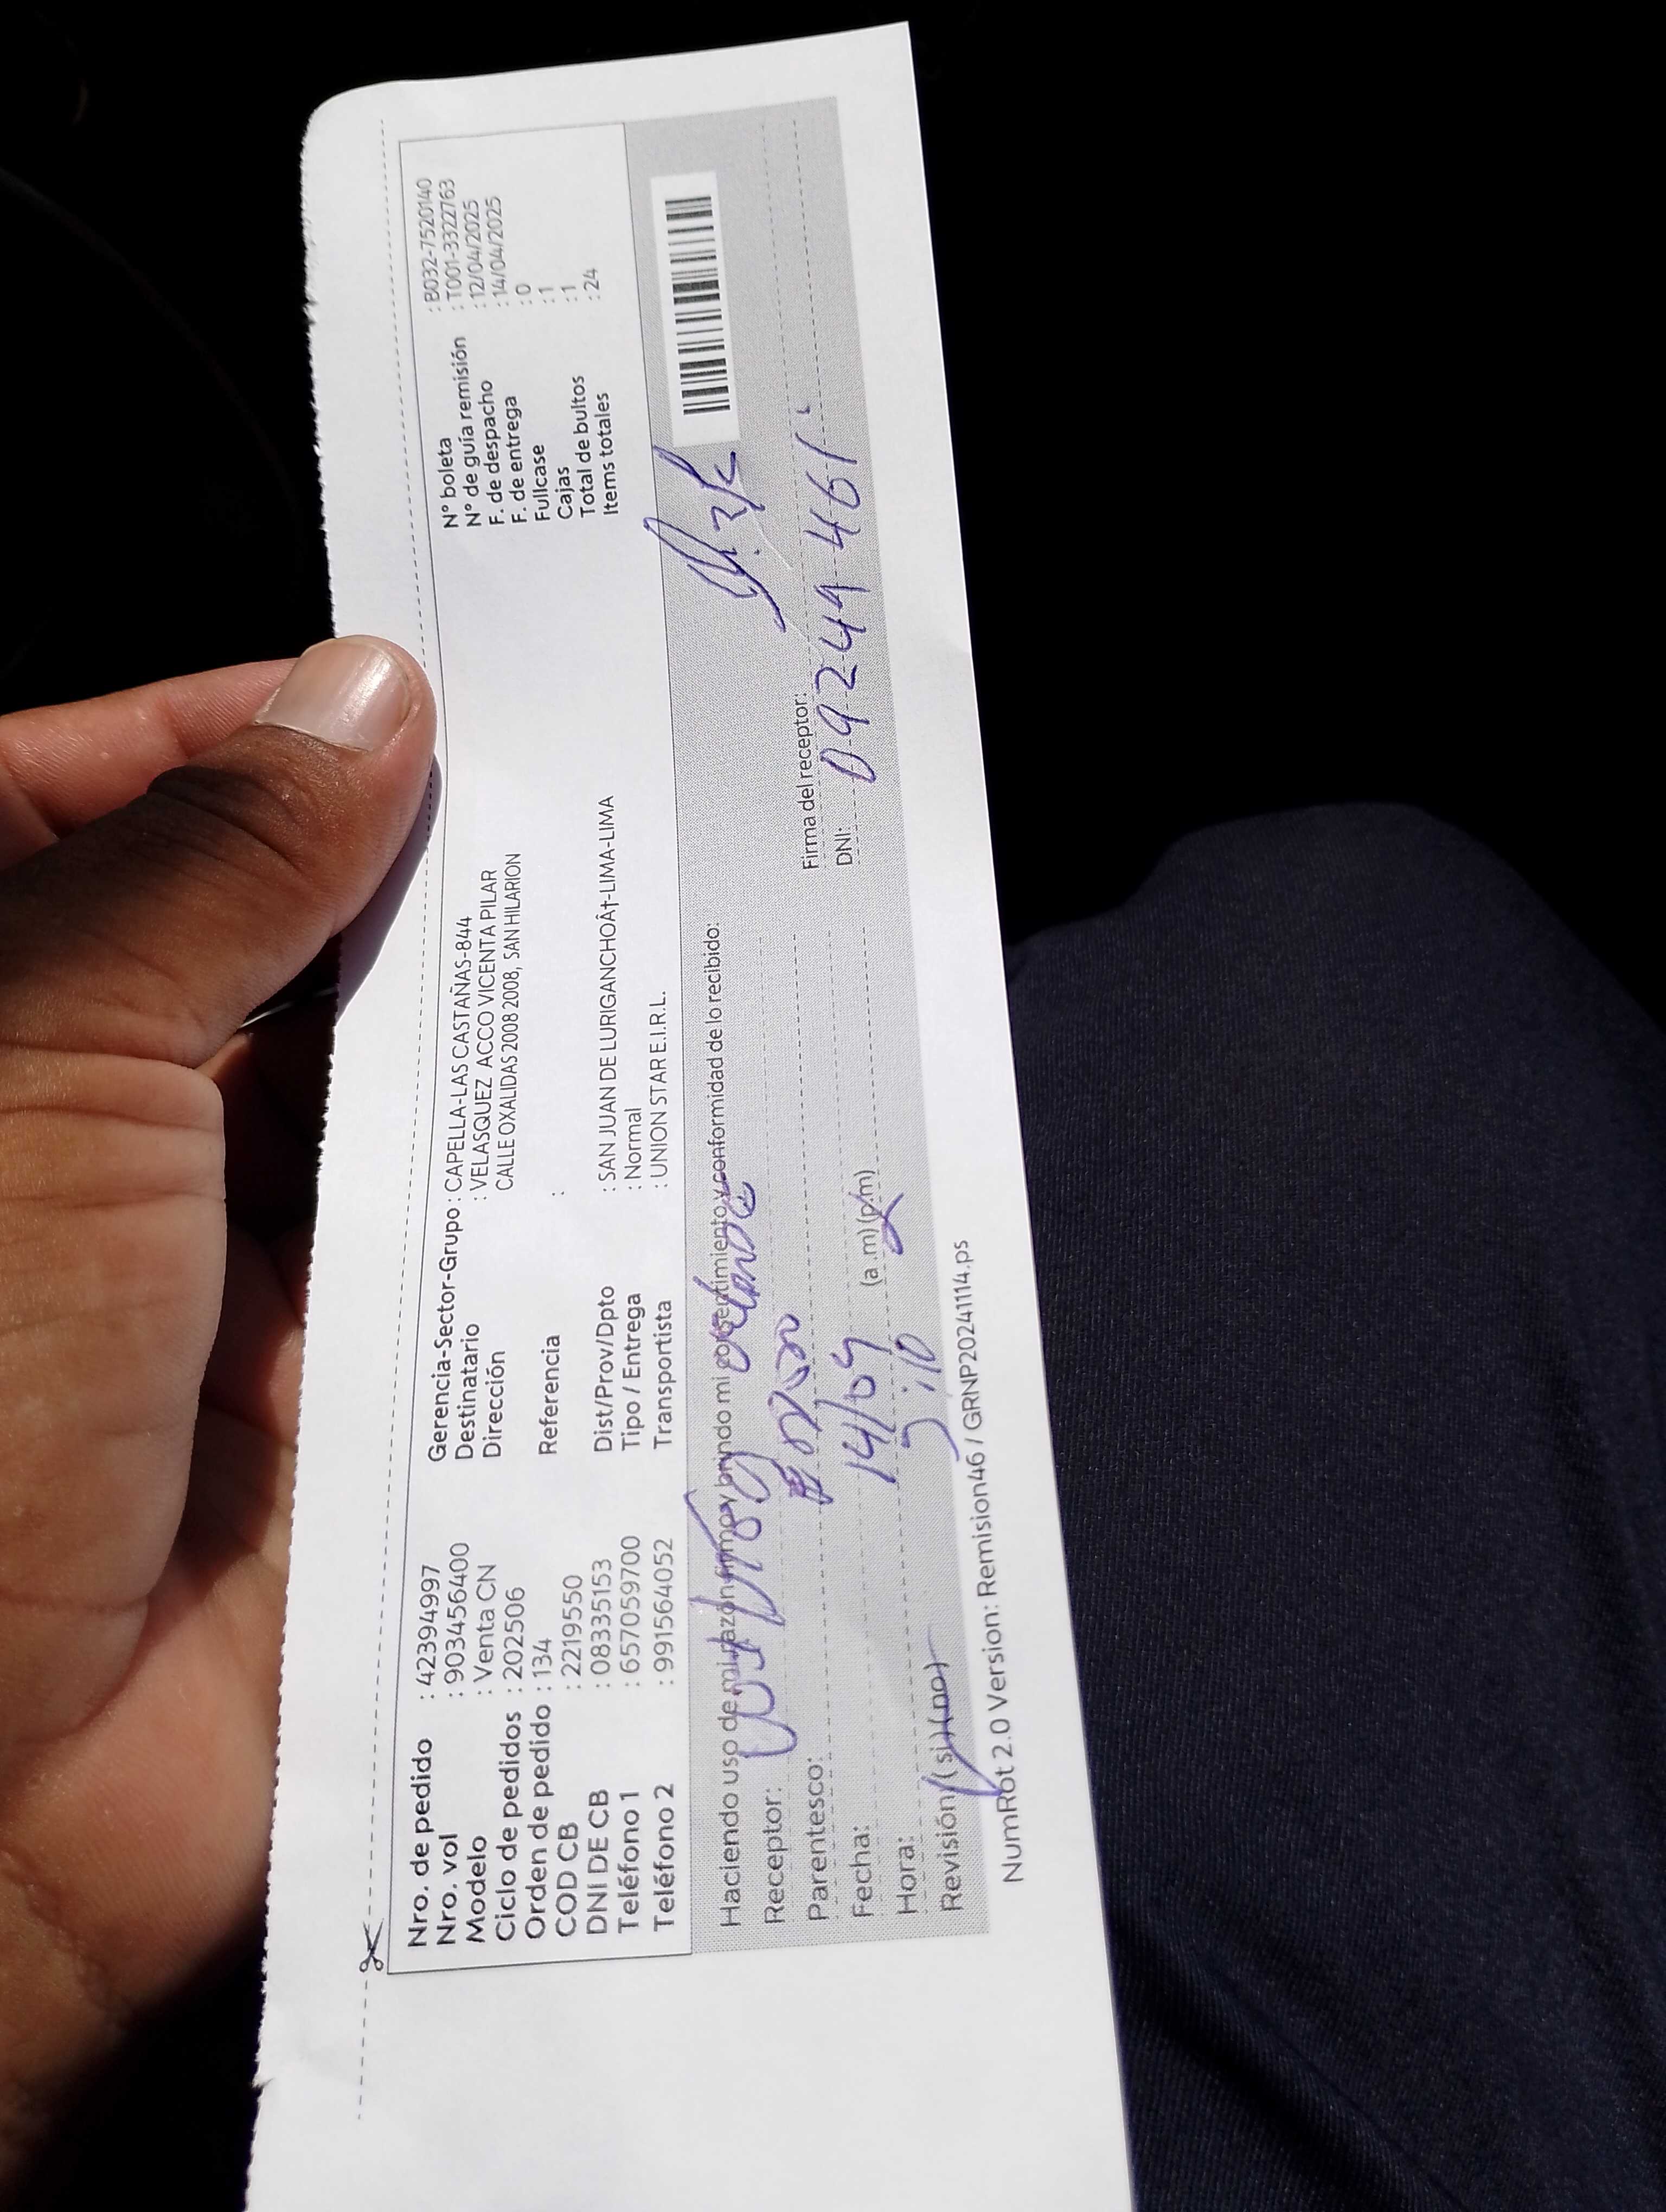 Nro. de pedido : 42394997
Nro. vol : 903456400
Modelo : Venta CN
Ciclo de pedidos : 202506
Orden de pedido : 134
COD CB : 2219550
DNI DE CB : 08335153
Teléfono 1 : 657059700
Teléfono 2 : 991564052
Gerencia-Sector-Grupo : CAPELLA-LAS CASTAÑAS-844
Destinatario : VELASQUEZ ACCO VICENTA PILAR
Dirección CALLE OXALIDAS 2008 2008, SAN HILARION
Referencia :
Dist/Prov/Dpto : SAN JUAN DE LURIGANCHOÂ†-LIMA-LIMA
Tipo / Entrega : Normal
Transportista : UNION STAR E.I.R.L.
N° boleta : B032-7520140
N° de guía remisión : T001-3322763
F. de despacho : 12/04/2025
F. de entrega : 14/04/2025
Fullcase : 0
Cajas : 1
Total de bultos : 1
Items totales : 24
Haciendo uso de mi razón firmo y brindo mi consentimiento y conformidad de lo recibido:
Receptor:
Parentesco:
Fecha: 14/04
Hora: 3:10 (a .m) (p.m)
Revisión (si) (no)
Firma del receptor:
DNI: 09249461
NumRot 2.0 Version: Remision46 / GRNP20241114.ps